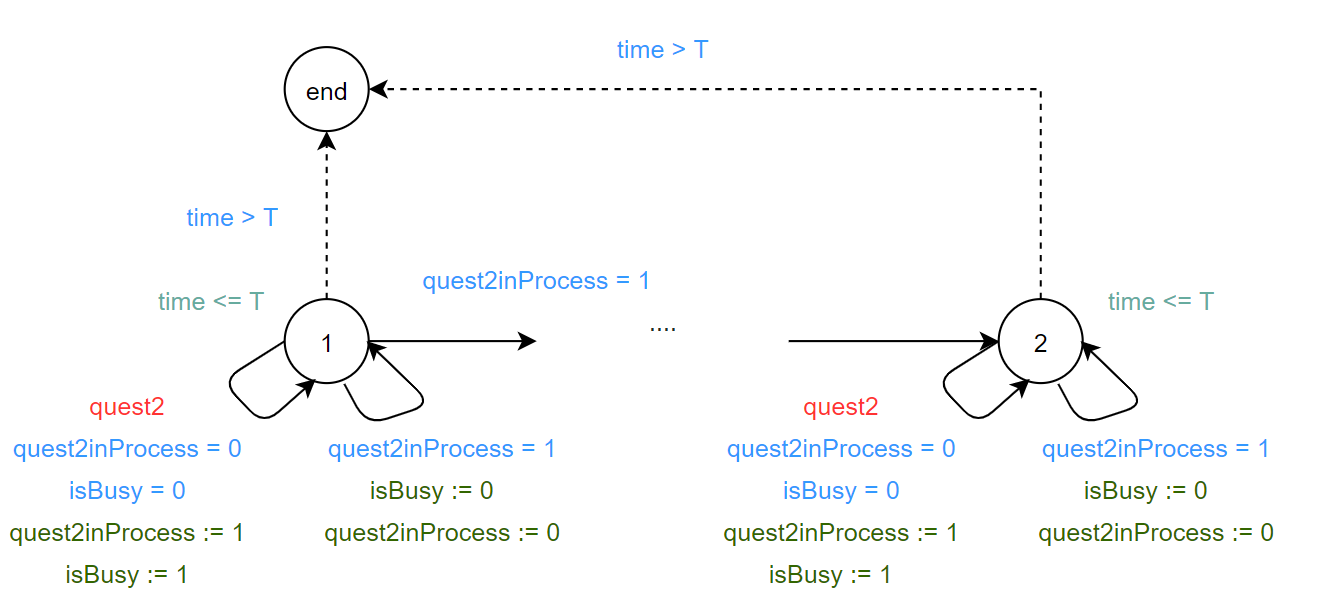 time > T
end
time > T
quest2inProcess = 1
time <= T
time <= T
....
1
2
quest2
quest2
quest2inProcess = 0
quest2inProcess = 1
quest2inProcess = 0
quest2inProcess = 1
isBusy = 0
isBusy := 0
isBusy = 0
isBusy := 0
quest2inProcess := 1
quest2inProcess := 0
quest2inProcess := 1
quest2inProcess := 0
isBusy := 1
isBusy := 1